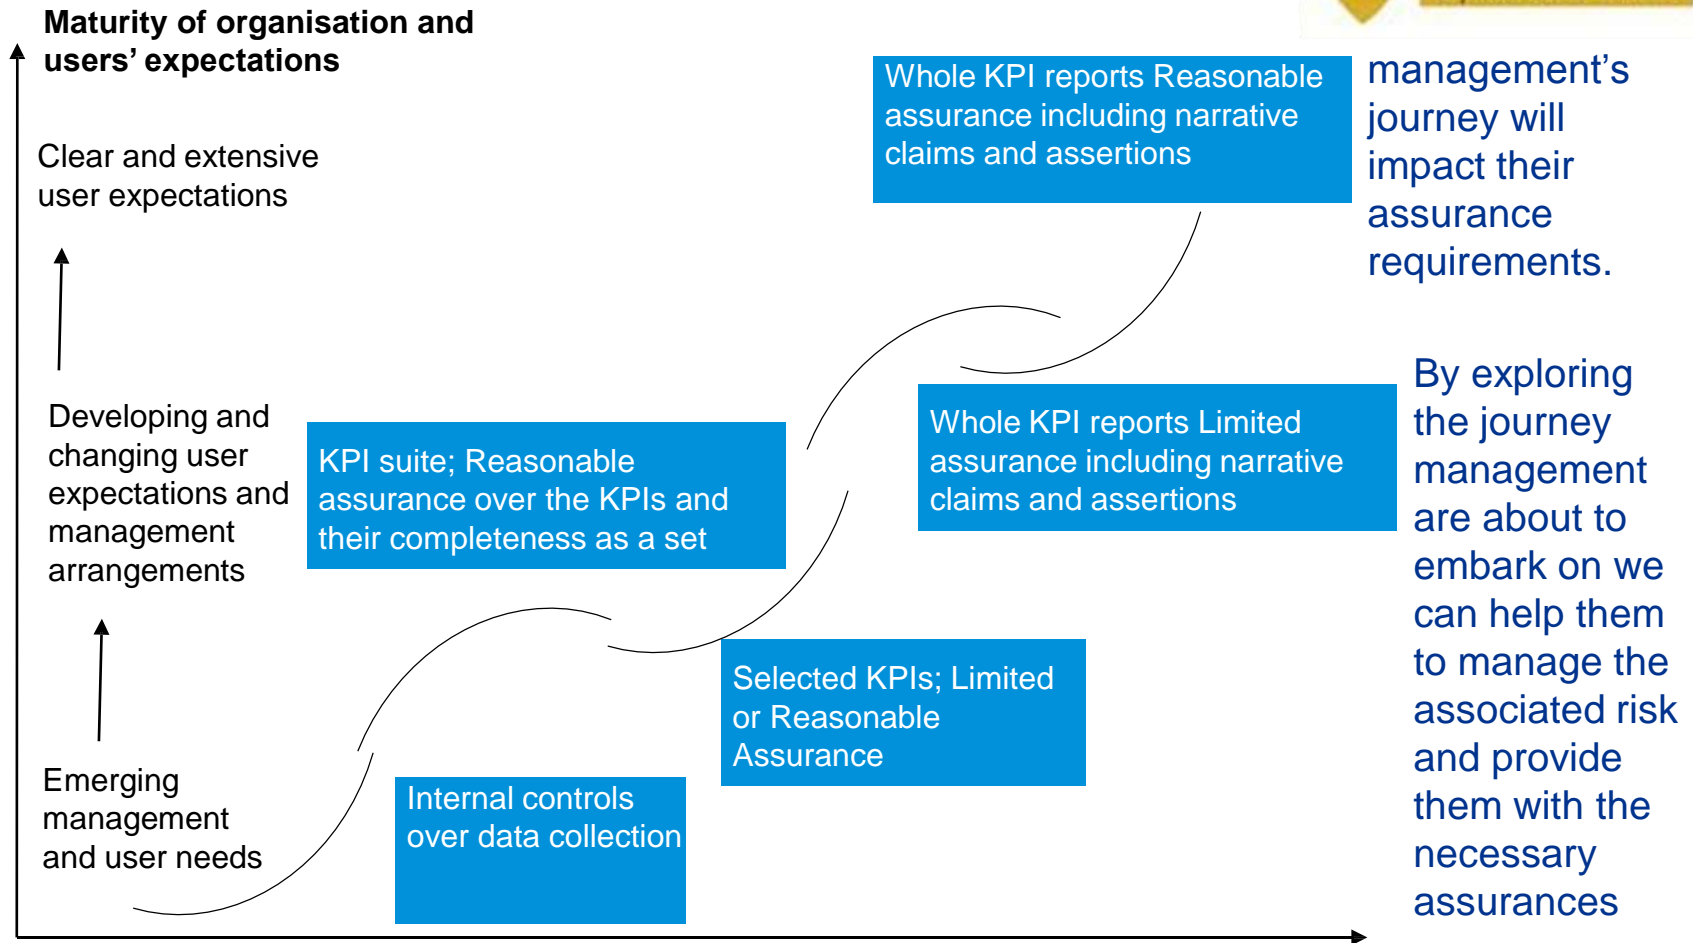 Maturity of organisation and
users’ expectations
Clear and extensive
user expectations
Developing and
changing user
expectations and
management
arrangements
Emerging
management
and user needs
Whole KPI reports Reasonable
assurance including narrative
claims and assertions
KPI suite; Reasonable
assurance over the KPIs and
their completeness as a set
Whole KPI reports Limited
assurance including narrative
claims and assertions
Selected KPIs; Limited
or Reasonable
Assurance
Internal controls
over data collection
management’s
journey will
impact their
assurance
requirements.
By exploring
the journey
management
are about to
embark on we
can help them
to manage the
associated risk
and provide
them with the
necessary
assurances